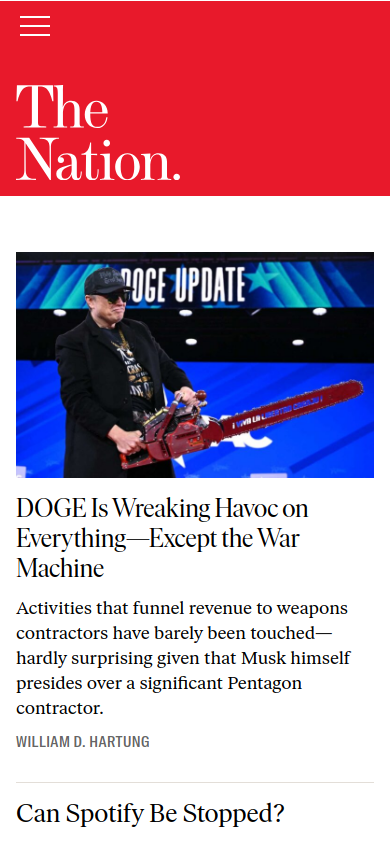 The
Nation.
DOGE UPDATE
DOGE Is Wreaking Havoc on
Everything—Except the War
Machine
Activities that funnel revenue to weapons
contractors have barely been touched—
hardly surprising given that Musk himself
presides over a significant Pentagon
contractor.
WILLIAM D. HARTUNG
Can Spotify Be Stopped?